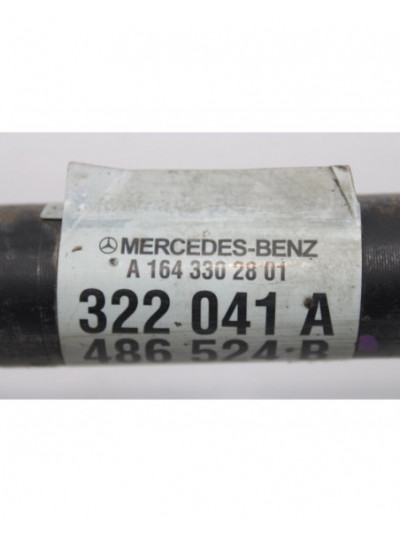 MERCEDES-BENZ
A 164 330 28 01
322 041 A
486 524 B